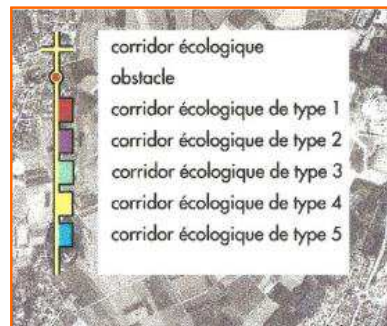 corridor écologique
obstacle
corridor écologique de type 1
corridor écologique de type 2
corridor écologique de type 3
corridor écologique de type 4
corridor écologique de type 5